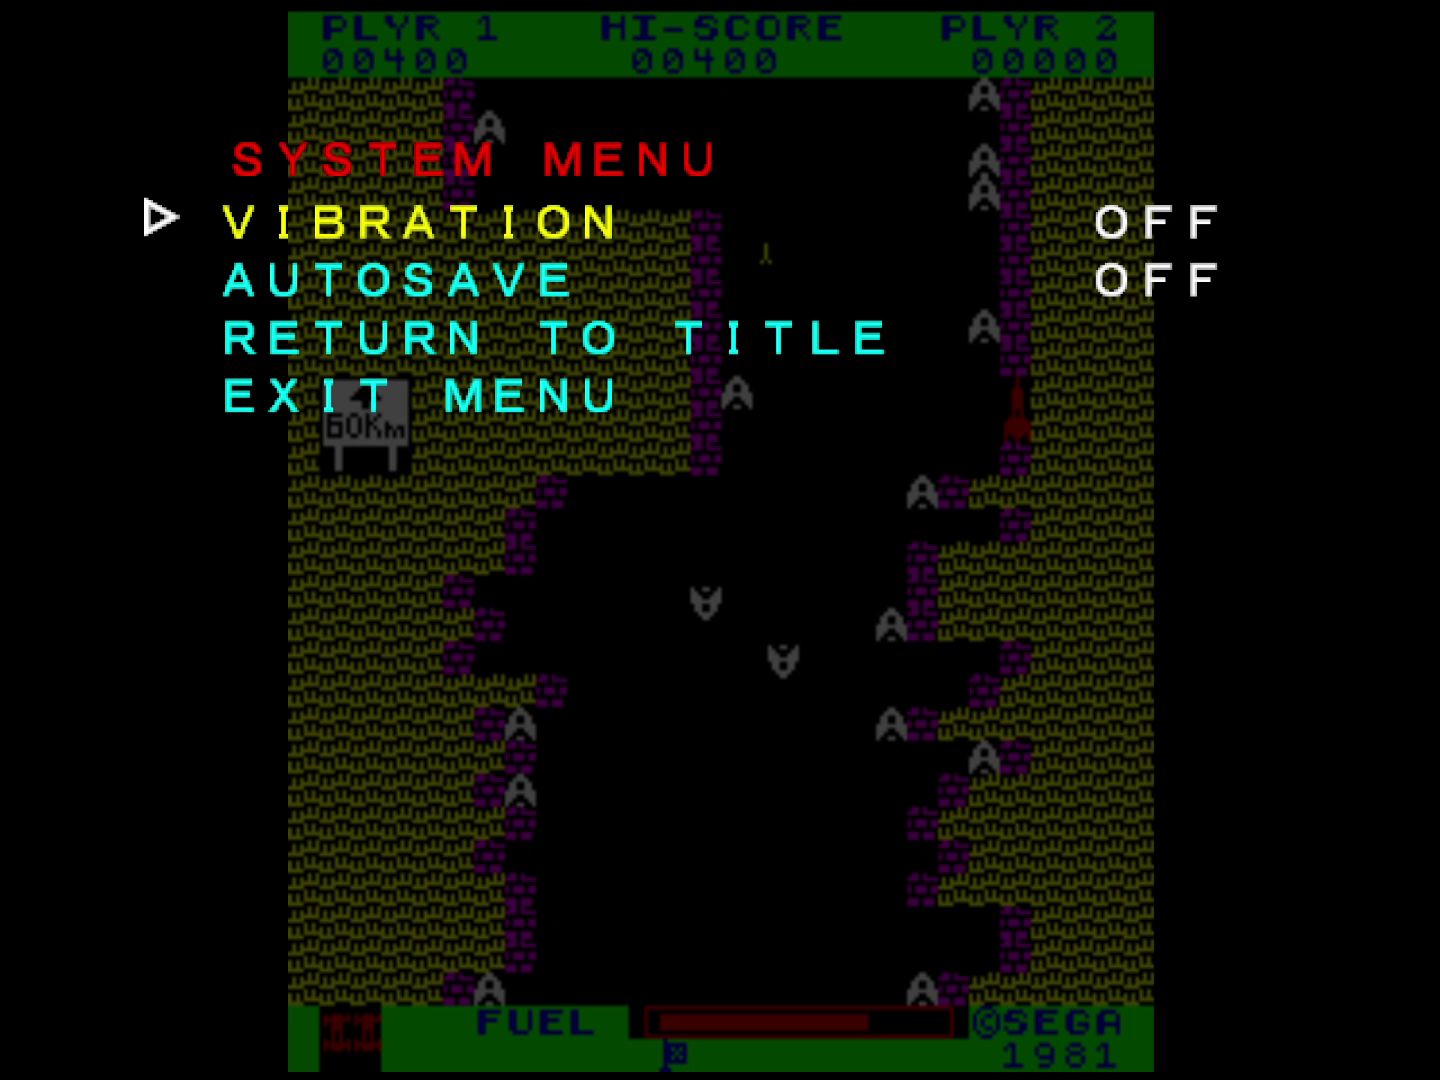 PLYR 1 HI-SCORE PLYR 2
00400 00400 00000
SYSTEM MENU
VIBRATION OFF
AUTOSAVE OFF
RETURN TO TITLE
EXIT MENU
60Km
FUEL ©SEGA
1981